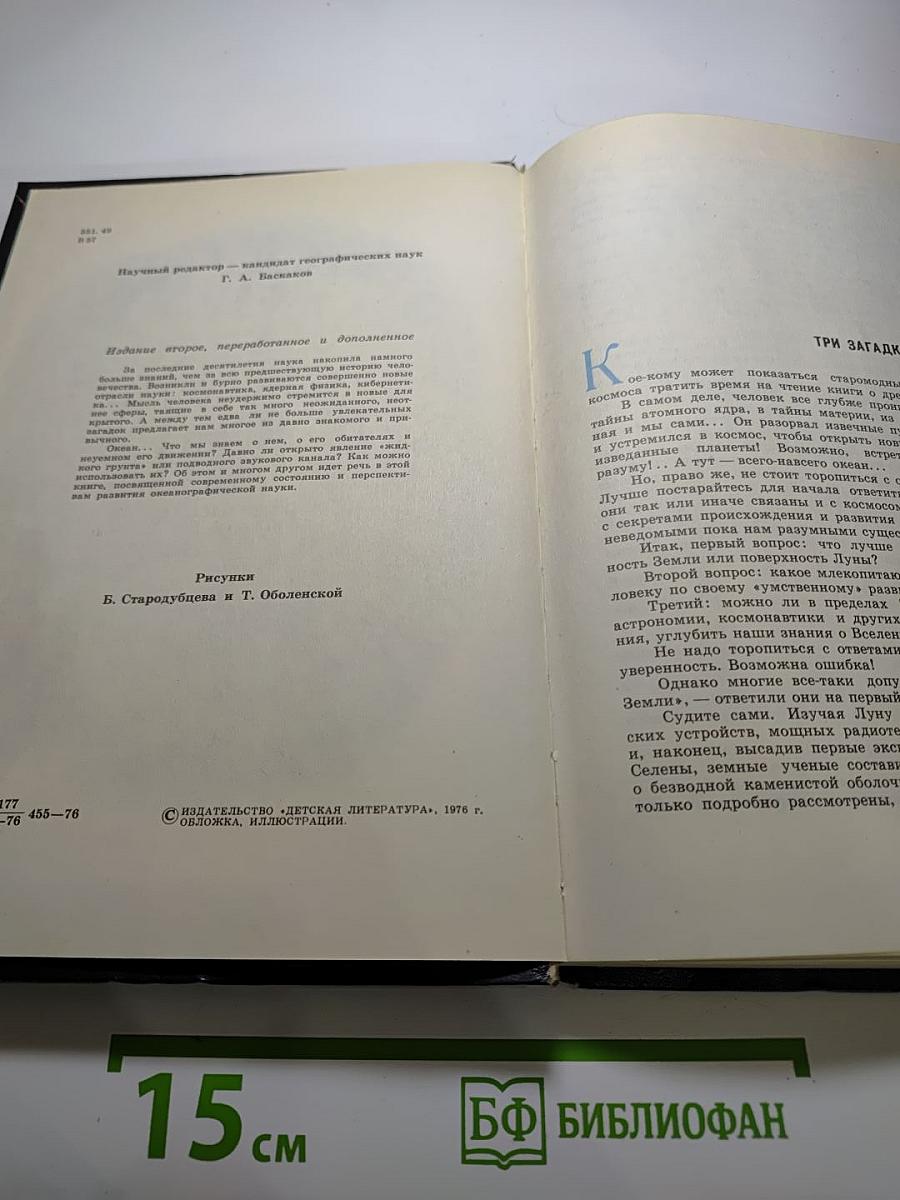 551. 49
В 57
Научный редактор — кандидат географических наук
Г. А. Баскаков
Издание второе, переработанное и дополненное
За последние десятилетия наука накопила намного
больше знаний, чем за всю предшествующую историю чело-
вечества. Возникли и бурно развиваются совершенно новые
отрасли науки: космонавтика, ядерная физика, кибернети-
ка... Мысль человека неудержимо стремится в новые для
нее сферы, таящие в себе так много неожиданного, неот-
крытого. А между тем едва ли не больше увлекательных
загадок предлагает нам многое из давно знакомого и при-
вычного.
Океан... Что мы знаем о нем, о его обитателях и
неуемном его движении? Давно ли открыто явление «жид-
кого грунта» или подводного звукового канала? Как можно
использовать их? Об этом и многом другом идет речь в этой
книге, посвященной современному состоянию и перспекти-
вам развития океанографической науки.
Рисунки
Б. Стародубцева и Т. Оболенской
177
—76 455—76
© ИЗДАТЕЛЬСТВО «ДЕТСКАЯ ЛИТЕРАТУРА», 1976 г.
ОБЛОЖКА, ИЛЛЮСТРАЦИИ.
ТРИ ЗАГАДК
Кое-кому может показаться старомодны
космоса тратить время на чтение книги о дре
В самом деле, человек все глубже прони
тайны атомного ядра, в тайны материи, из
ная и мы сами... Он разорвал извечные пу
и устремился в космос, чтобы открыть нов
изведанные планеты! Возможно, встрет
разуму!.. А тут — всего-навсего океан...
Но, право же, не стоит торопиться с с
Лучше постарайтесь для начала ответит
они так или иначе связаны и с космосом
с секретами происхождения и развития
неведомыми пока нам разумными сущес
Итак, первый вопрос: что лучше
ность Земли или поверхность Луны?
Второй вопрос: какое млекопитаю
ловеку по своему «умственному» разви
Третий: можно ли в пределах
астрономии, космонавтики и других
ния, углубить наши знания о Вселен
Не надо торопиться с ответами
уверенность. Возможна ошибка!
Однако многие все-таки допу
Земли», — ответили они на первый
Судите сами. Изучая Луну
ских устройств, мощных радиоте
и, наконец, высадив первые эксп
Селены, земные ученые состави
о безводной каменистой оболоч
только подробно рассмотрены,
15 см
БФ БИБЛИОФАН